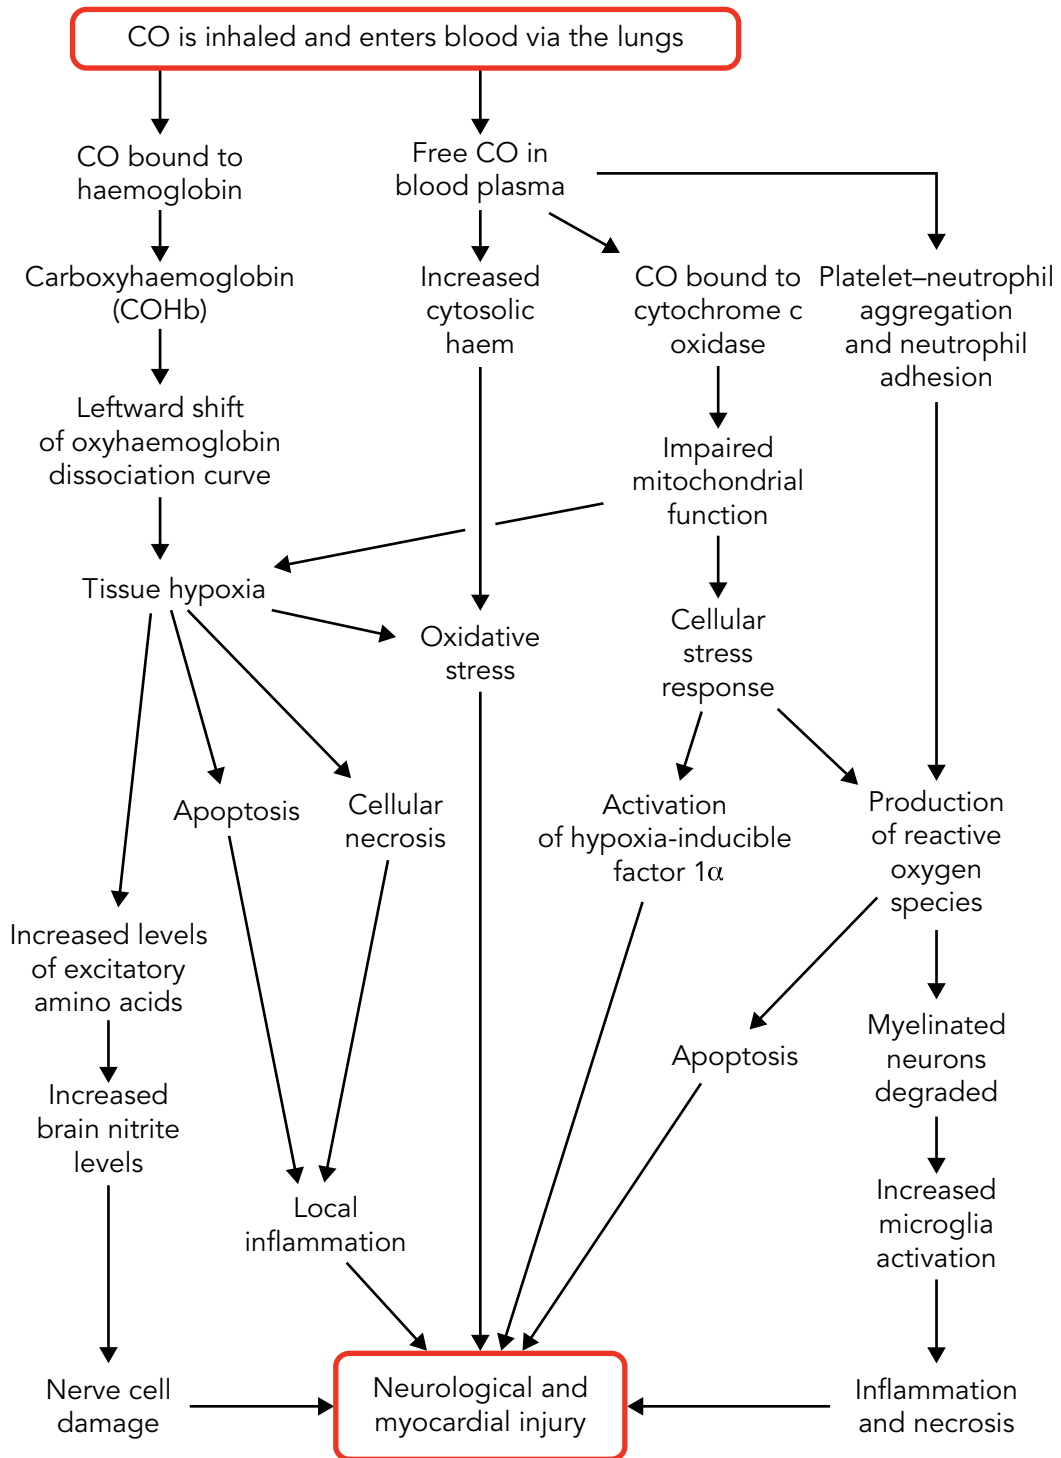 CO is inhaled and enters blood via the lungs
CO bound to
haemoglobin
Free CO in
blood plasma
Carboxyhaemoglobin
(COHb)
Increased
cytosolic
haem
CO bound to
cytochrome c
oxidase
Platelet–neutrophil
aggregation
and neutrophil
adhesion
Leftward shift
of oxyhaemoglobin
dissociation curve
Impaired
mitochondrial
function
Tissue hypoxia
Oxidative
stress
Cellular
stress
response
Apoptosis
Cellular
necrosis
Activation
of hypoxia-inducible
factor 1α
Production
of reactive
oxygen
species
Increased levels
of excitatory
amino acids
Apoptosis
Myelinated
neurons
degraded
Increased
brain nitrite
levels
Local
inflammation
Increased
microglia
activation
Nerve cell
damage
Neurological and
myocardial injury
Inflammation
and necrosis